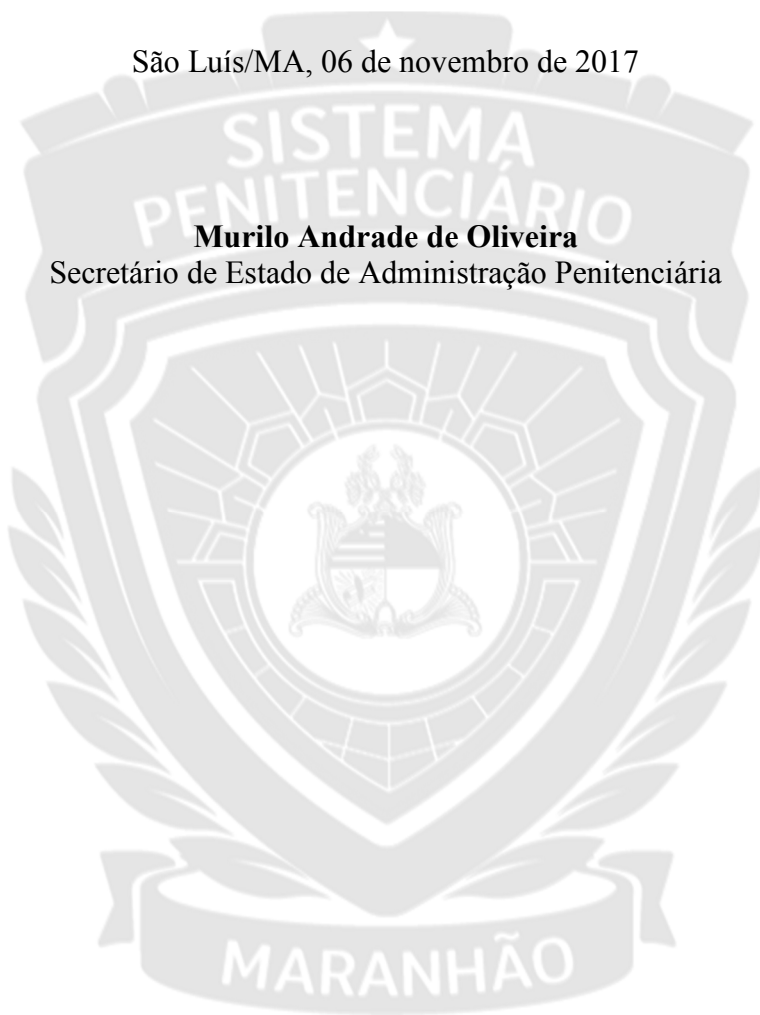 São Luís/MA, 06 de novembro de 2017
SISTEMA
PENITENCIÁRIO
Murilo Andrade de Oliveira
Secretário de Estado de Administração Penitenciária
MARANHÃO